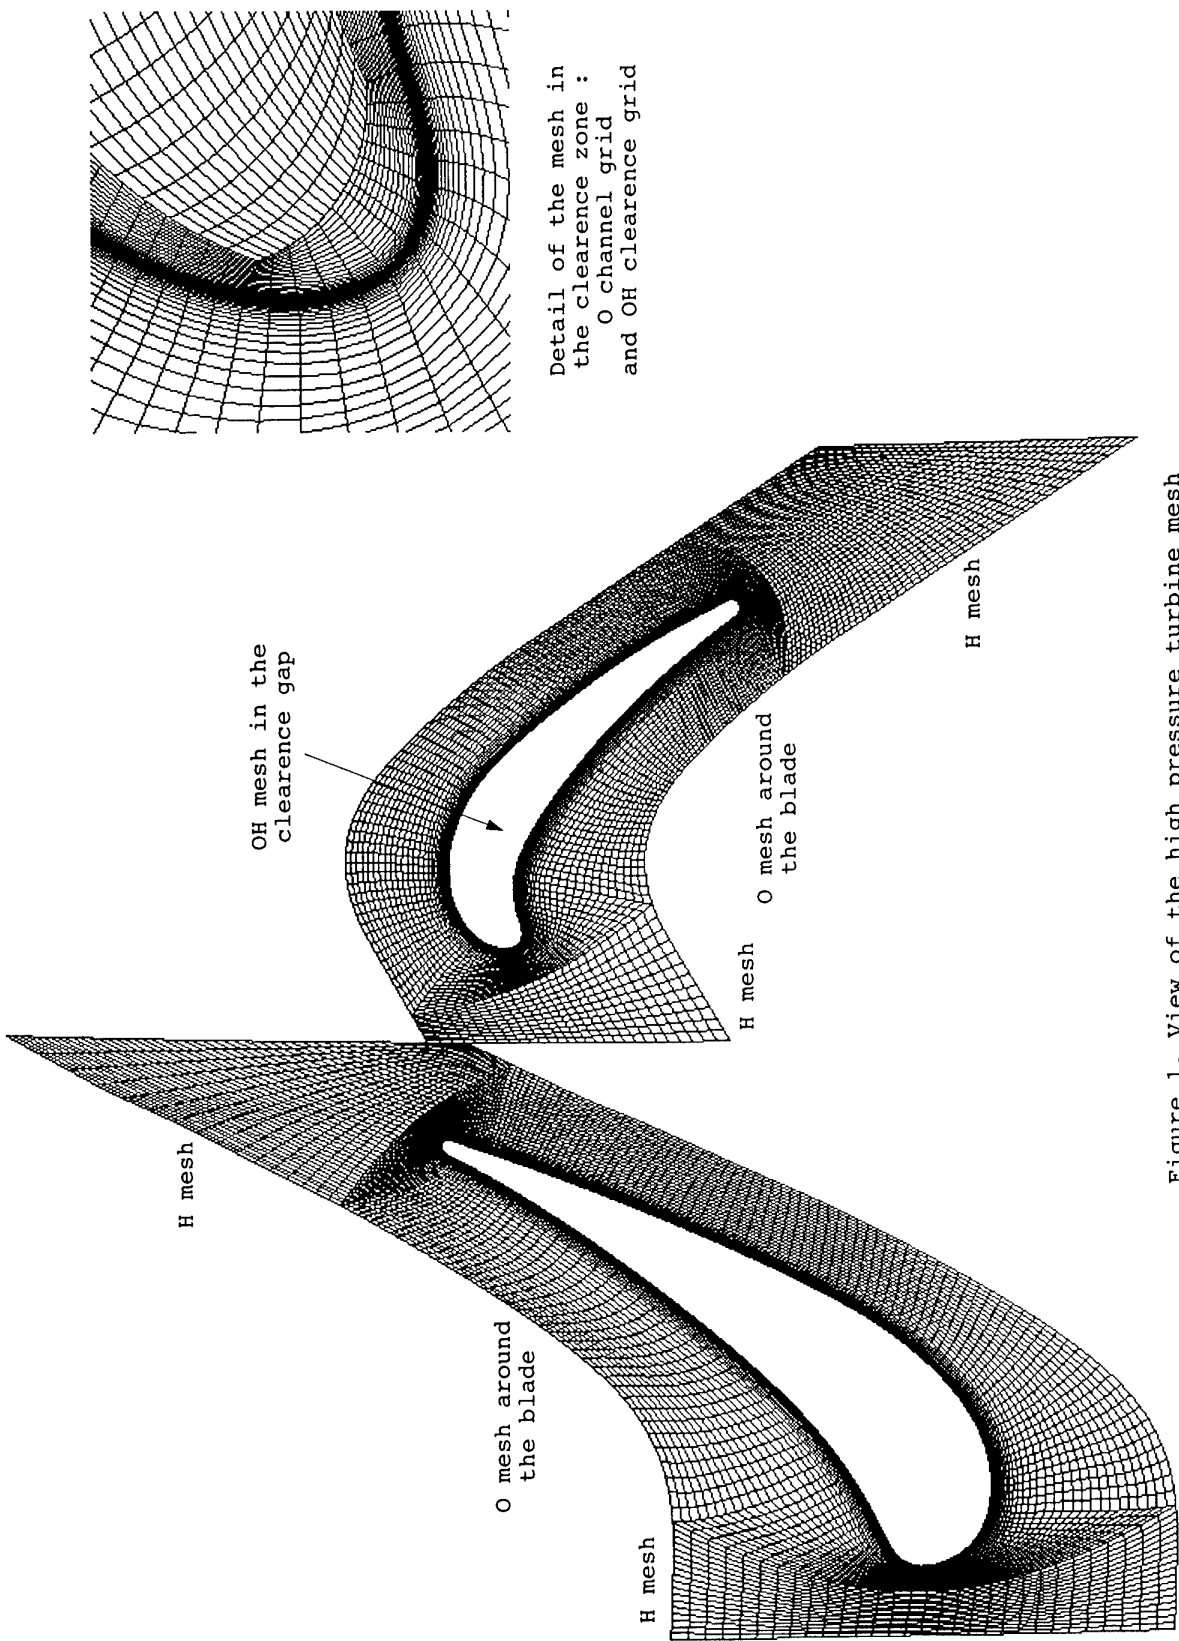 Detail of the mesh in
the clearence zone :
O channel grid
and OH clearence grid
OH mesh in the
clearence gap
H mesh
H mesh
O mesh around
the blade
H mesh
O mesh around
the blade
H mesh
Figure 1. View of the high pressure turbine mesh